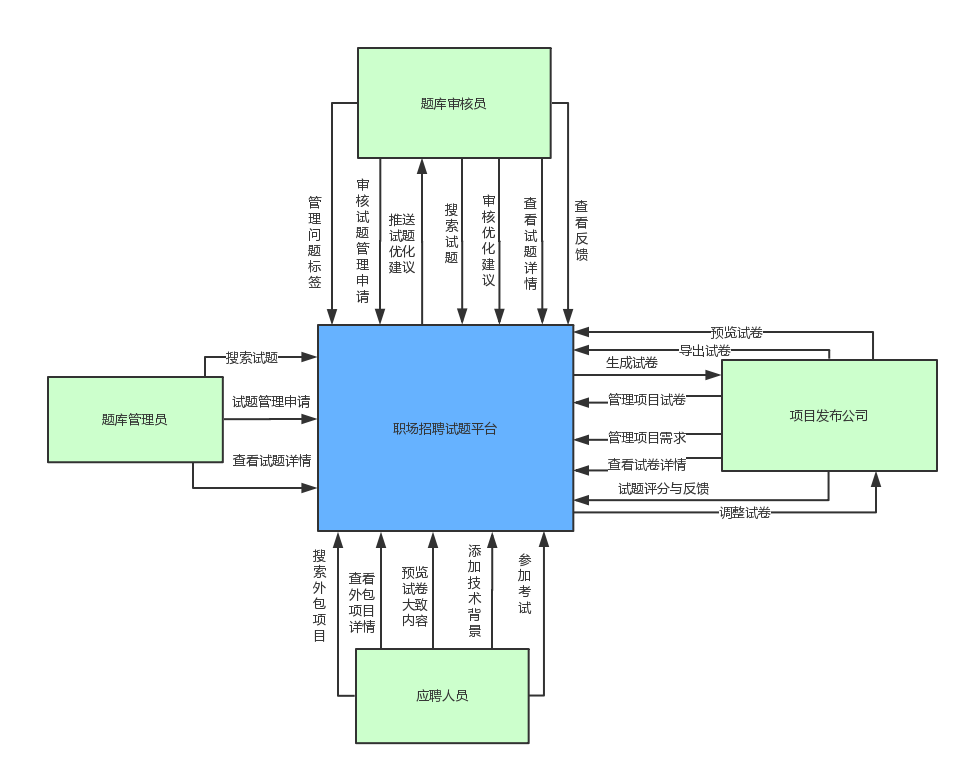 题库审核员
管理问题标签
审核试题管理申请
推送
试题
优化
建议
搜索试题
审核优化建议
查看试题详情
查看反馈
预览试卷
导出试卷
生成试卷
管理项目试卷
管理项目需求
查看试卷详情
试题评分与反馈
调整试卷
项目发布公司
搜索试题
试题管理申请
查看试题详情
题库管理员
职场招聘试题平台
搜索外包项目
查看
外包
项目
详情
预览
试卷
大致
内容
添加技术背景
参加考试
应聘人员